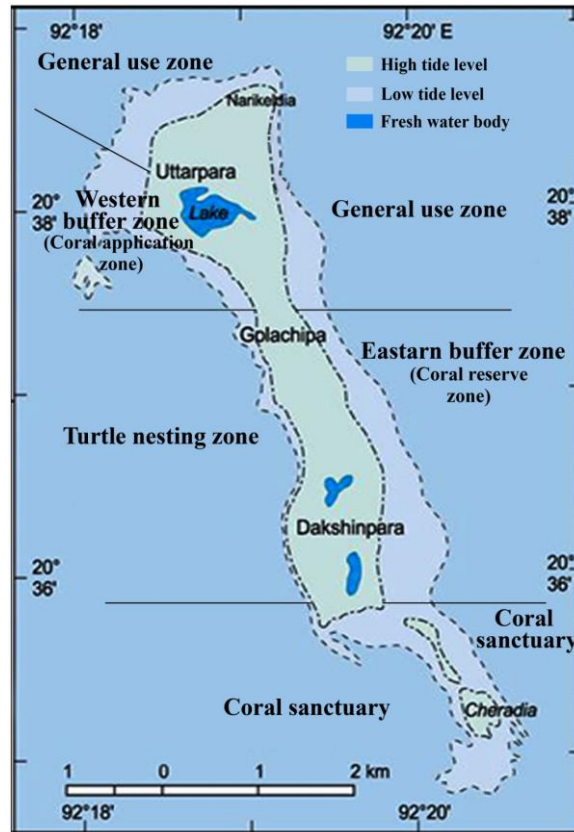 92°18'
92°20' E
General use zone
High tide level
Low tide level
Fresh water body
Narikeldia
Uttarpara
20°
38'
Western
buffer zone
(Coral application
zone)
Lake
General use zone
20°
38'
Golachipa
Eastarn buffer zone
(Coral reserve
zone)
Turtle nesting zone
Dakshinpara
20°
36'
20°
36'
Coral
sanctuary
Coral sanctuary
Cheradia
1 0 1 2 km
92°18'
92°20'